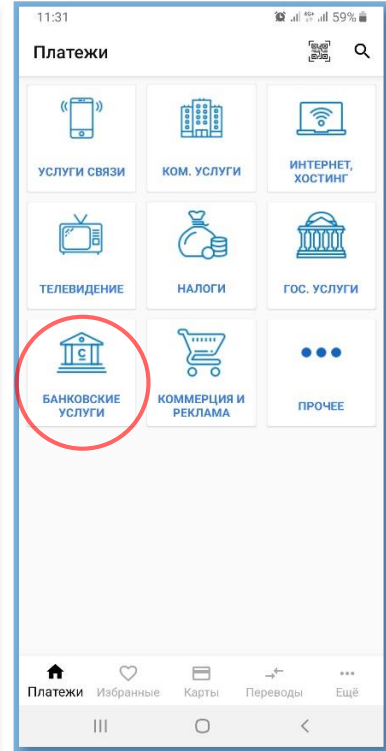 11:31
4G+ 59%
Платежи
УСЛУГИ СВЯЗИ
КОМ. УСЛУГИ
ИНТЕРНЕТ,
ХОСТИНГ
ТЕЛЕВИДЕНИЕ
НАЛОГИ
ГОС. УСЛУГИ
С
БАНКОВСКИЕ
УСЛУГИ
КОММЕРЦИЯ И
РЕКЛАМА
ПРОЧЕЕ
Платежи Избранные Карты Переводы Ещё